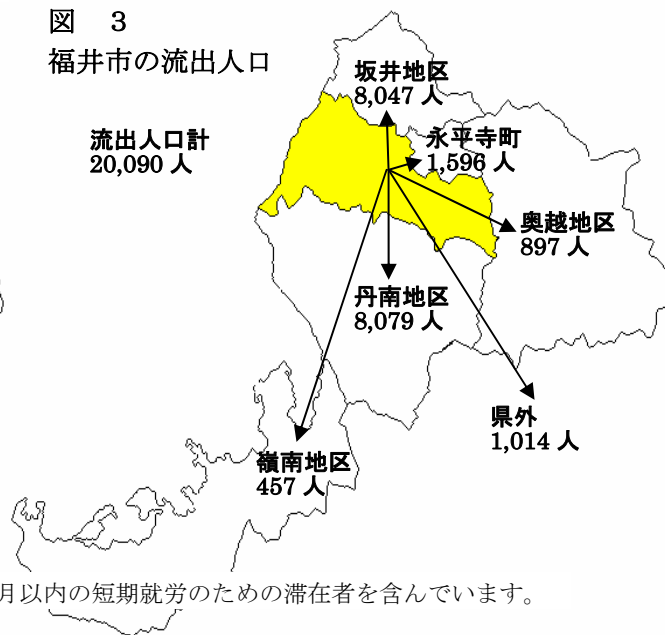 図　3
福井市の流出人口
流出人口計
20,090 人
坂井地区
8,047 人
永平寺町
1,596 人
奥越地区
897 人
丹南地区
8,079 人
県外
1,014 人
嶺南地区
457 人
月以内の短期就労のための滞在者を含んでいます。